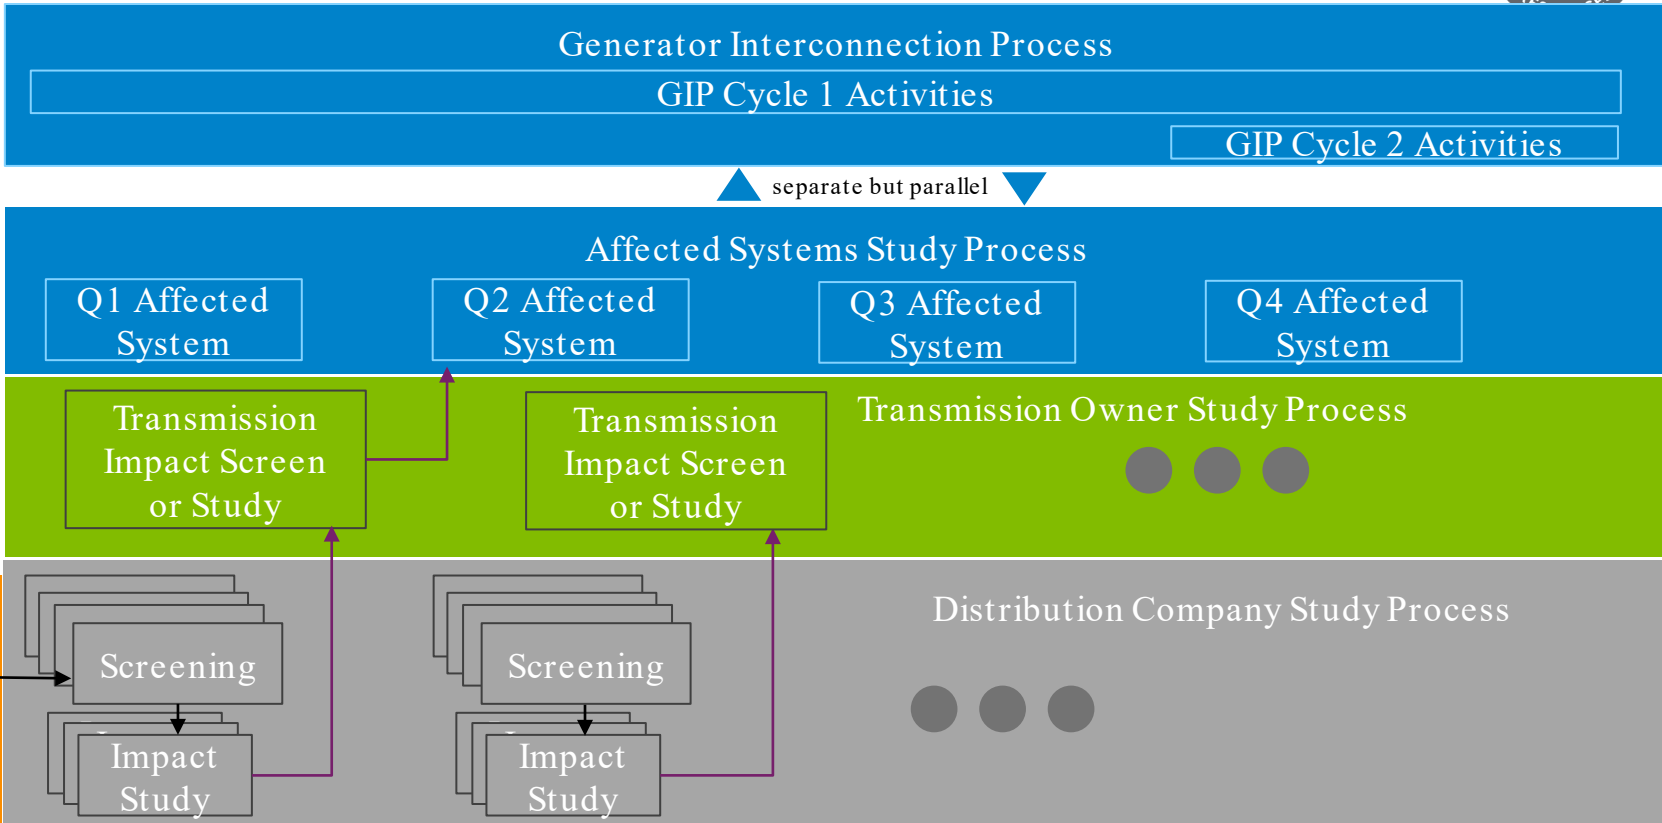 Generator Interconnection Process
GIP Cycle 1 Activities
GIP Cycle 2 Activities
separate but parallel
Affected Systems Study Process
Q1 Affected
System
Q2 Affected
System
Q3 Affected
System
Q4 Affected
System
Transmission
Impact Screen
or Study
Transmission
Impact Screen
or Study
Transmission Owner Study Process
Distribution Company Study Process
Screening
Screening
Impact
Study
Impact
Study